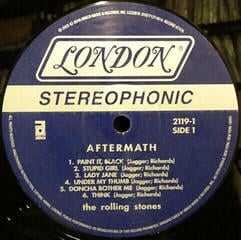 LONDON
®
STEREOPHONIC
2119-1
SIDE 1
AFTERMATH
1. PAINT IT, BLACK (Jagger; Richards)
2. STUPID GIRL (Jagger; Richards)
3. LADY JANE (Jagger; Richards)
4. UNDER MY THUMB (Jagger; Richards)
5. DONCHA BOTHER ME (Jagger; Richards)
6. THINK (Jagger; Richards)
the rolling stones